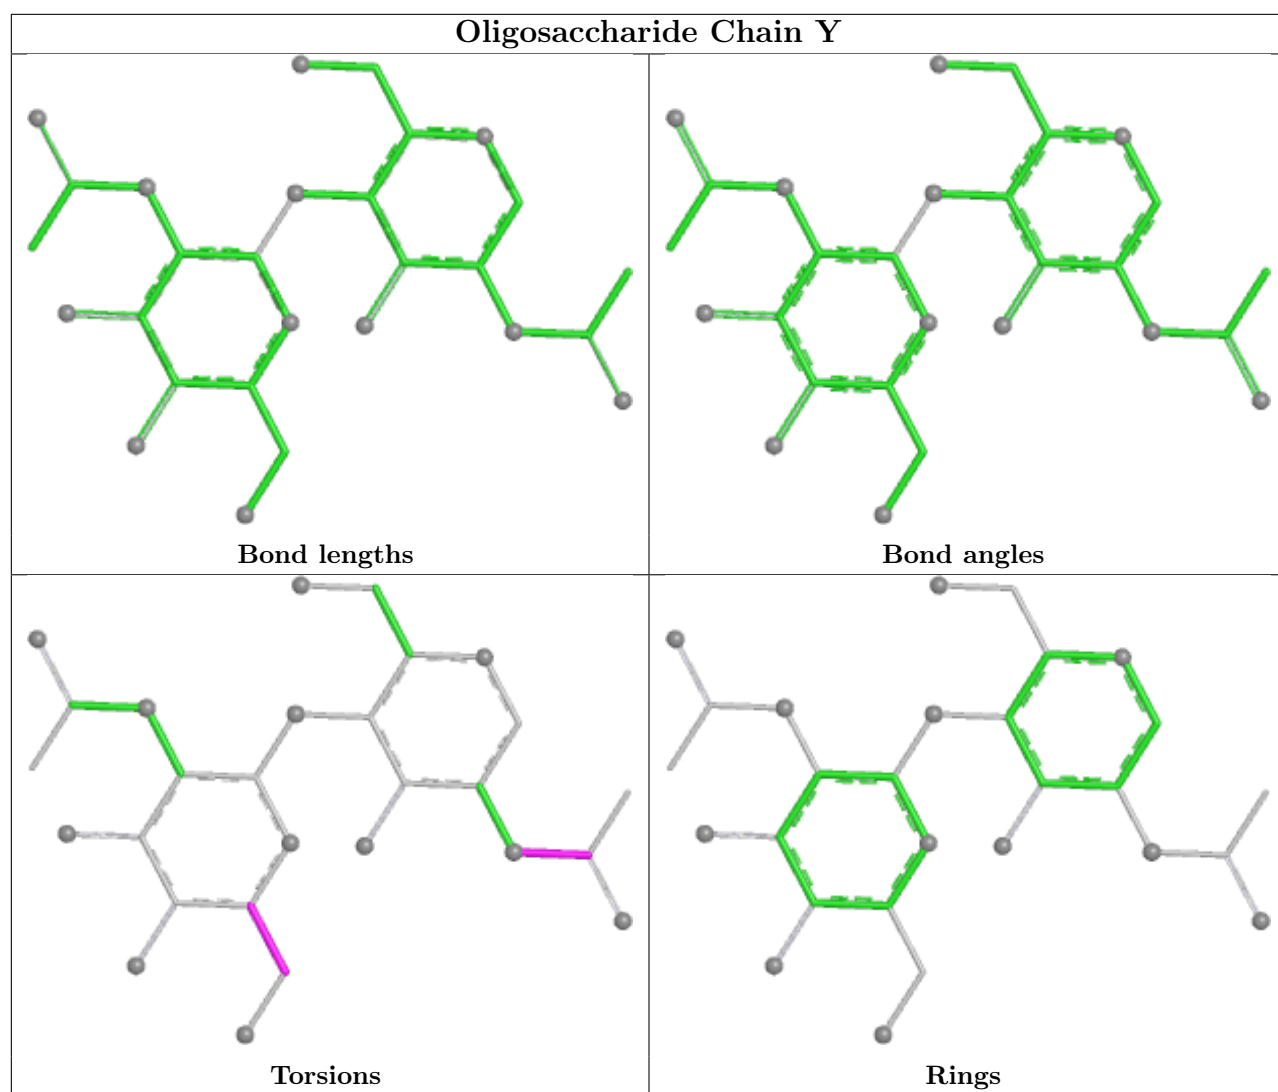 Oligosaccharide Chain Y
Bond lengths
Bond angles
Torsions
Rings